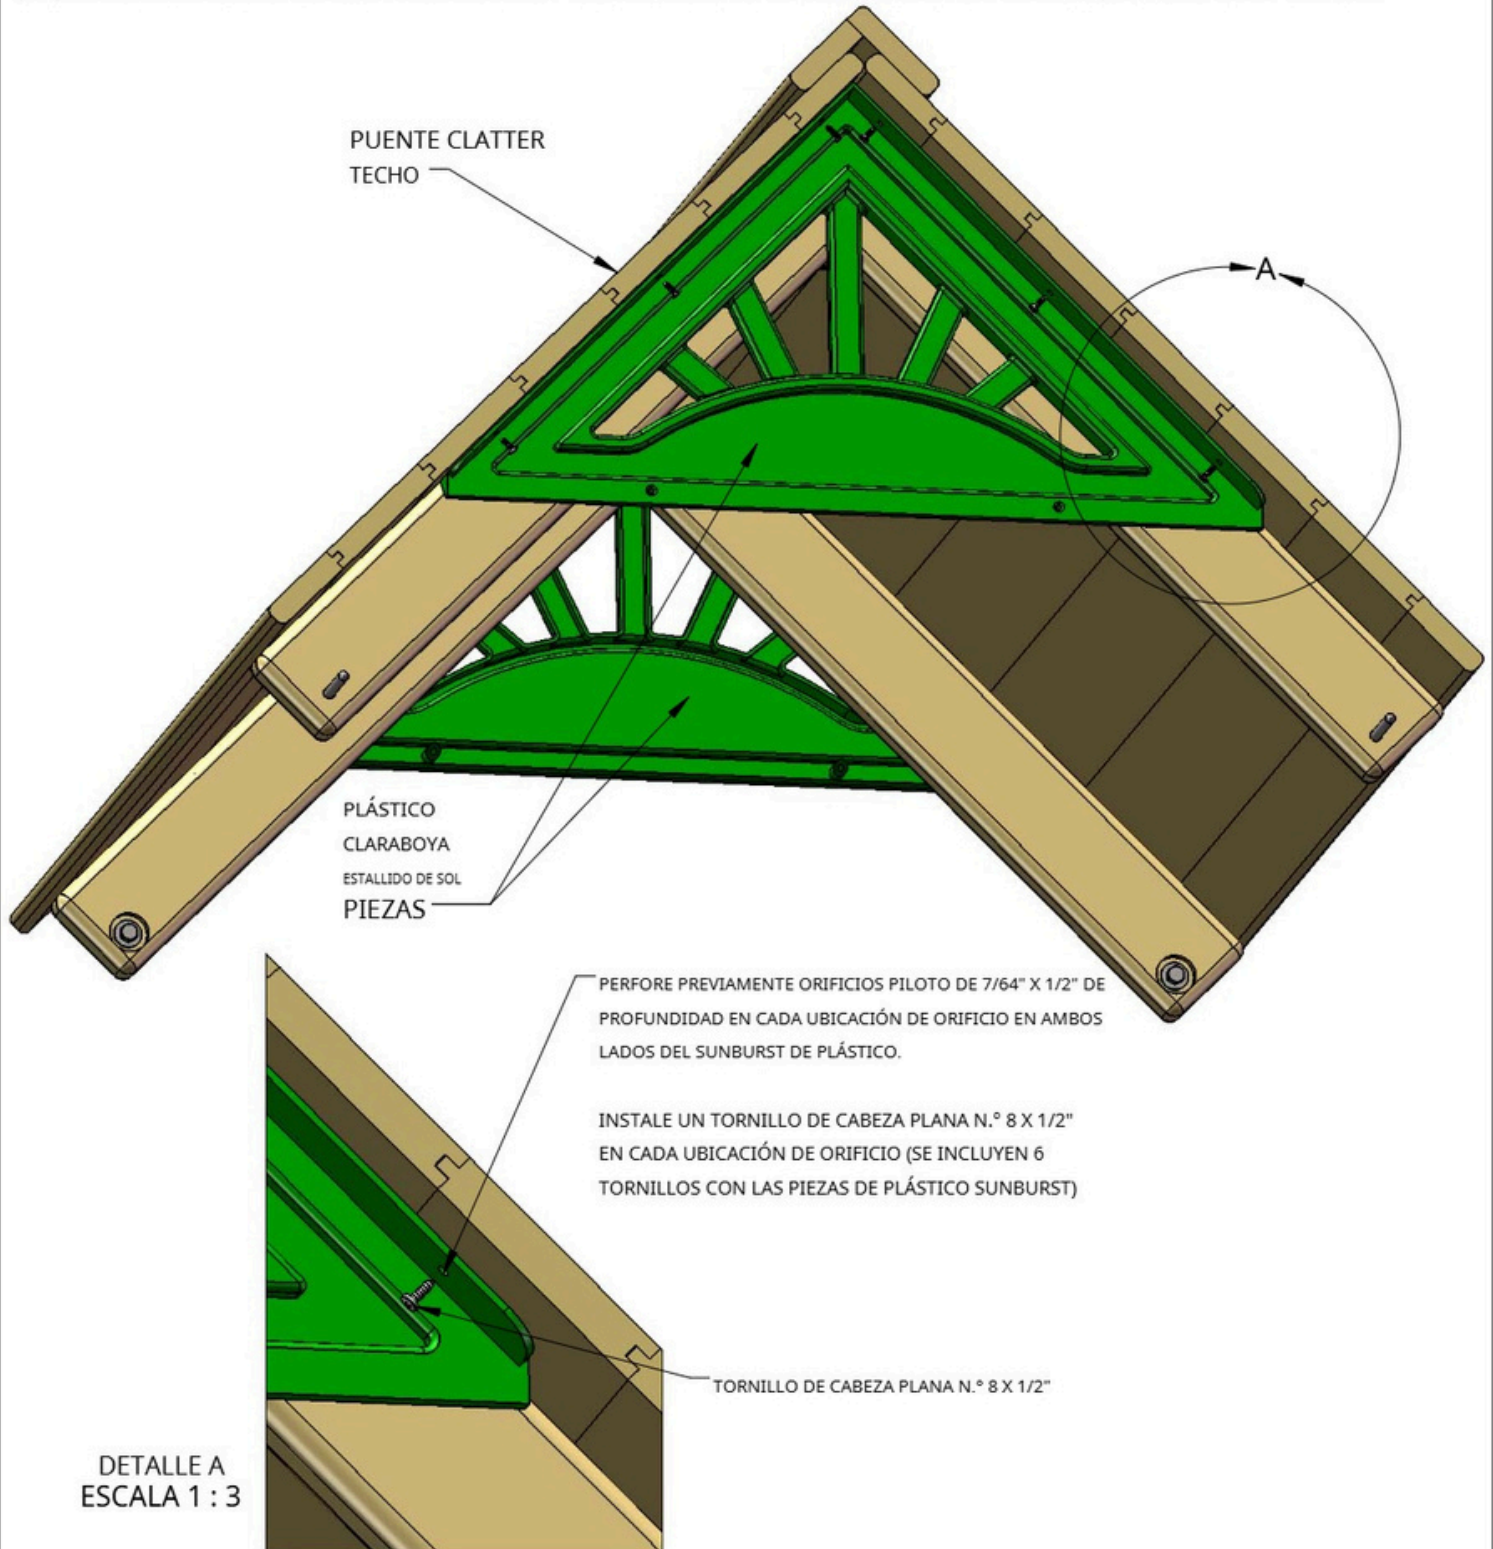 PUENTE CLATTER
TECHO
A
PLÁSTICO
CLARABOYA
ESTALLIDO DE SOL
PIEZAS
PERFORE PREVIAMENTE ORIFICIOS PILOTO DE 7/64" X 1/2" DE
PROFUNDIDAD EN CADA UBICACIÓN DE ORIFICIO EN AMBOS
LADOS DEL SUNBURST DE PLÁSTICO.
INSTALE UN TORNILLO DE CABEZA PLANA N.° 8 X 1/2"
EN CADA UBICACIÓN DE ORIFICIO (SE INCLUYEN 6
TORNILLOS CON LAS PIEZAS DE PLÁSTICO SUNBURST)
TORNILLO DE CABEZA PLANA N.° 8 X 1/2"
DETALLE A
ESCALA 1 : 3